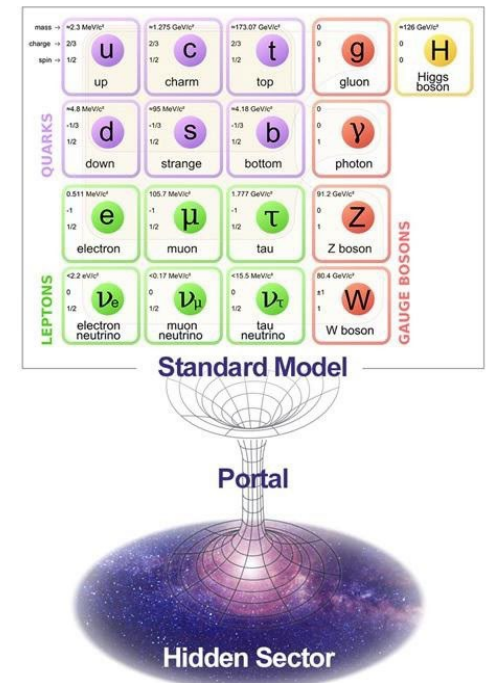 mass → ≈2.3 MeV/c² ≈1.275 GeV/c² ≈173.07 GeV/c² 0 ≈126 GeV/c²
charge → 2/3 2/3 2/3 0 0
spin → 1/2 1/2 1/2 1 0
u c t g H
up charm top gluon Higgs
boson
QUARKS
≈4.8 MeV/c² ≈95 MeV/c² ≈4.18 GeV/c² 0
-1/3 -1/3 -1/3 0
1/2 1/2 1/2 1
d s b γ
down strange bottom photon
0.511 MeV/c² 105.7 MeV/c² 1.777 GeV/c² 91.2 GeV/c²
-1 -1 -1 0
1/2 1/2 1/2 1
e μ τ Z
electron muon tau Z boson
LEPTONS
GAUGE BOSONS
<2.2 eV/c² <0.17 MeV/c² <15.5 MeV/c² 80.4 GeV/c²
0 0 0 ±1
1/2 1/2 1/2 1
νe νμ ντ W
electron muon tau W boson
neutrino neutrino neutrino
Standard Model
Portal
Hidden Sector